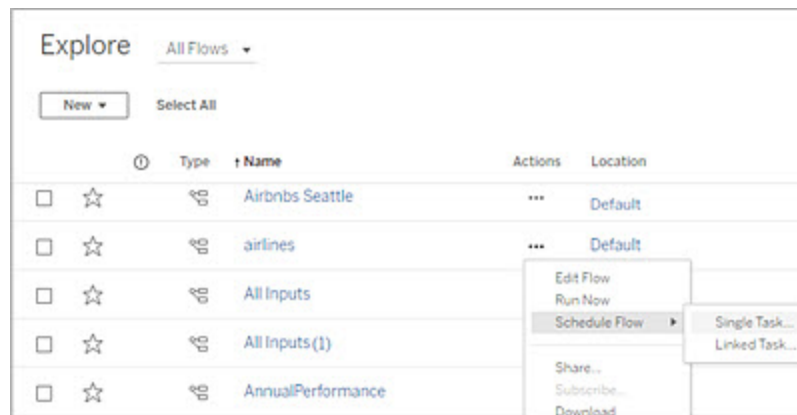 Explore All Flows
New Select All
Type Name Actions Location
Airbnbs Seattle ... Default
airlines ... Default
All Inputs
All Inputs (1)
AnnualPerformance
Edit Flow
Run Now
Schedule Flow
Single Task...
Linked Task...
Share...
Subscribe...
Download